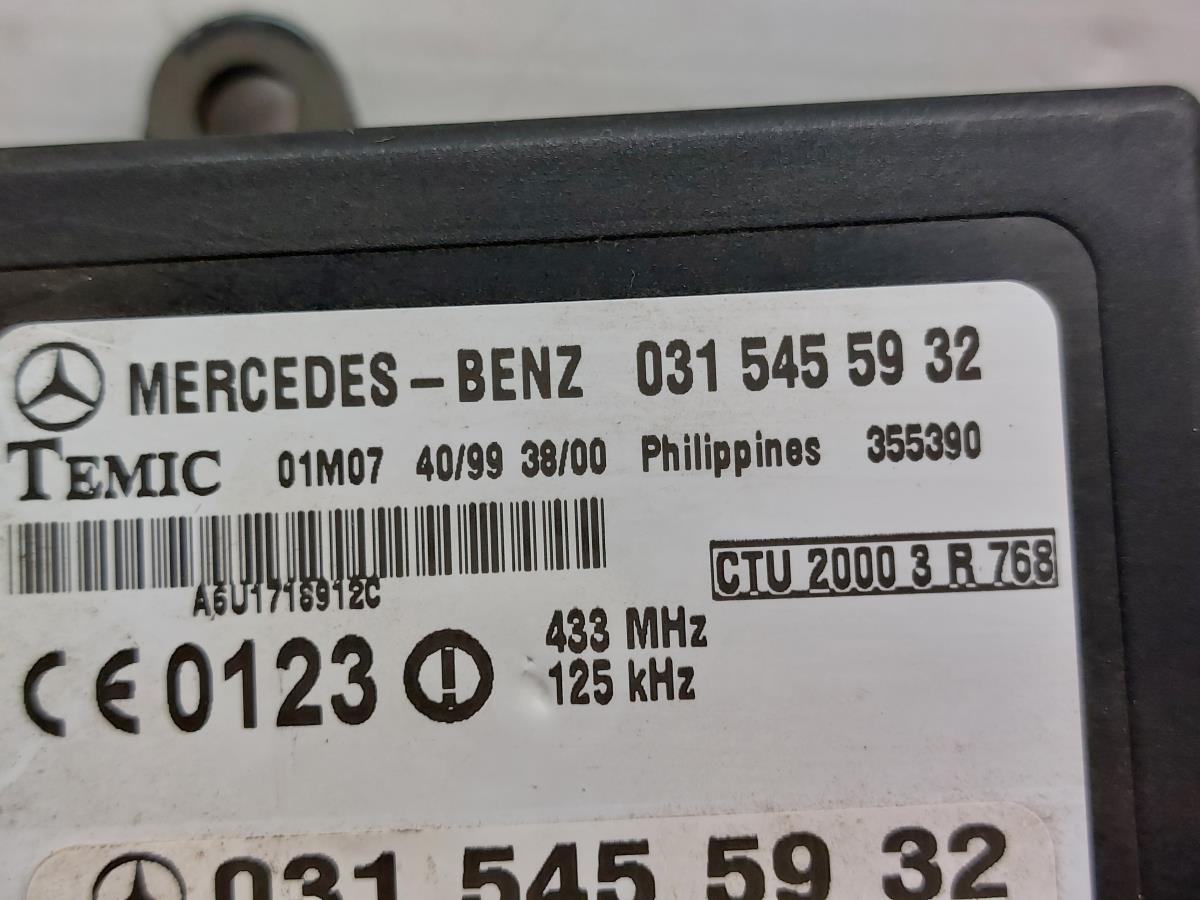 MERCEDES-BENZ 031 545 59 32
TEMIC 01M07 40/99 38/00 Philippines 355390
CTU 2000 3 R 768
A6U1716912C
CE 0123
433 MHz
125 kHz
031 545 59 32